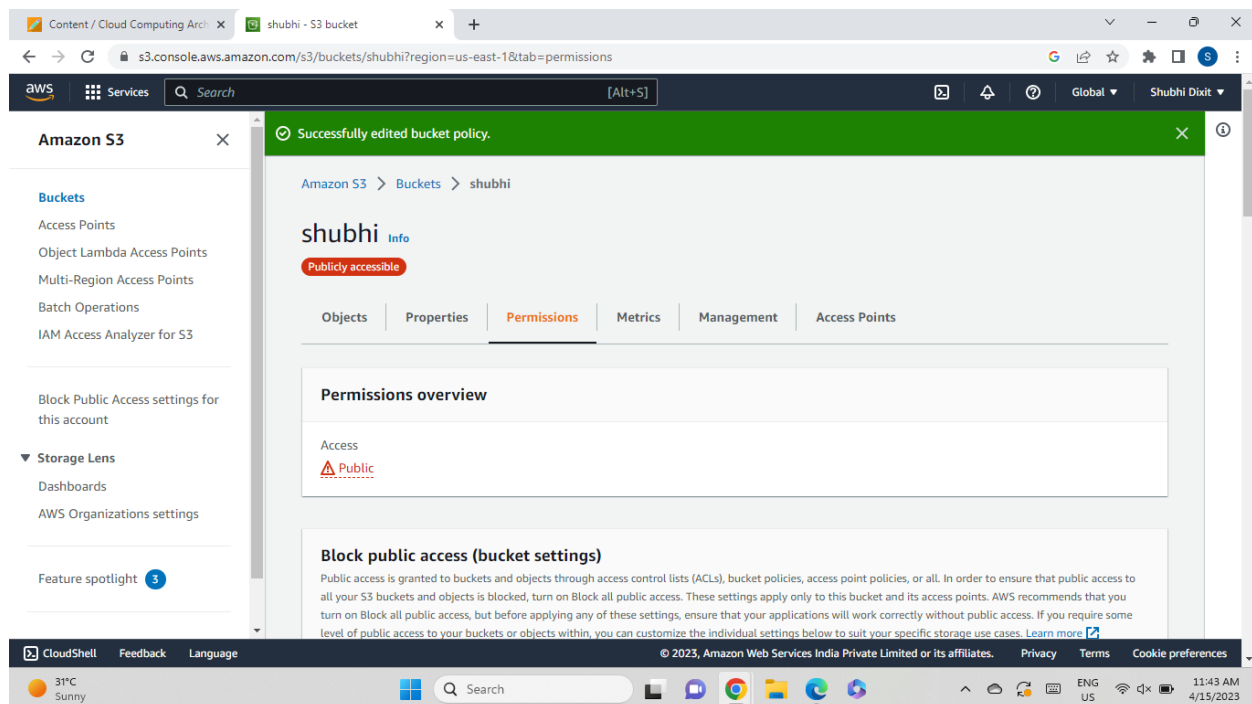 Content / Cloud Computing Arch
shubhi - S3 bucket
s3.console.aws.amazon.com/s3/buckets/shubhi?region=us-east-1&tab=permissions
G
S
aws
Services
Search
[Alt+S]
Global
Shubhi Dixit
Amazon S3
Successfully edited bucket policy.
Buckets
Access Points
Object Lambda Access Points
Multi-Region Access Points
Batch Operations
IAM Access Analyzer for S3
Block Public Access settings for
this account
Storage Lens
Dashboards
AWS Organizations settings
Feature spotlight 3
Amazon S3 > Buckets > shubhi
shubhi Info
Publicly accessible
Objects
Properties
Permissions
Metrics
Management
Access Points
Permissions overview
Access
Public
Block public access (bucket settings)
Public access is granted to buckets and objects through access control lists (ACLs), bucket policies, access point policies, or all. In order to ensure that public access to
all your S3 buckets and objects is blocked, turn on Block all public access. These settings apply only to this bucket and its access points. AWS recommends that you
turn on Block all public access, but before applying any of these settings, ensure that your applications will work correctly without public access. If you require some
level of public access to your buckets or objects within, you can customize the individual settings below to suit your specific storage use cases. Learn more
CloudShell
Feedback
Language
© 2023, Amazon Web Services India Private Limited or its affiliates.
Privacy
Terms
Cookie preferences
31°C
Sunny
Search
ENG
US
11:43 AM
4/15/2023